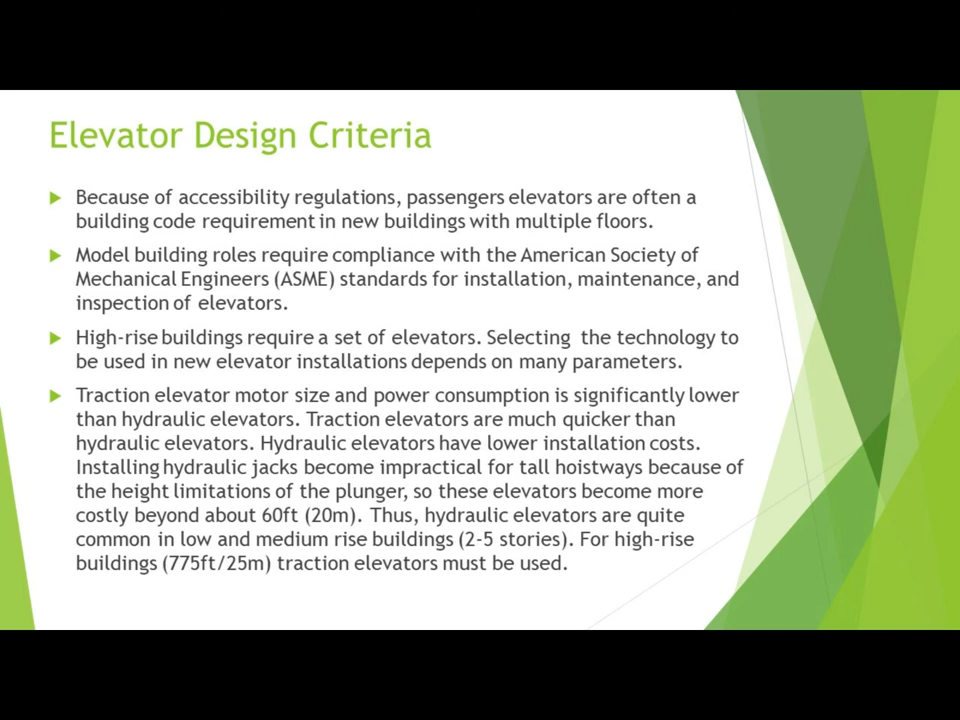 Elevator Design Criteria
Because of accessibility regulations, passengers elevators are often a
building code requirement in new buildings with multiple floors.
Model building roles require compliance with the American Society of
Mechanical Engineers (ASME) standards for installation, maintenance, and
inspection of elevators.
High-rise buildings require a set of elevators. Selecting the technology to
be used in new elevator installations depends on many parameters.
Traction elevator motor size and power consumption is significantly lower
than hydraulic elevators. Traction elevators are much quicker than
hydraulic elevators. Hydraulic elevators have lower installation costs.
Installing hydraulic jacks become impractical for tall hoistways because of
the height limitations of the plunger, so these elevators become more
costly beyond about 60ft (20m). Thus, hydraulic elevators are quite
common in low and medium rise buildings (2-5 stories). For high-rise
buildings (775ft/25m) traction elevators must be used.